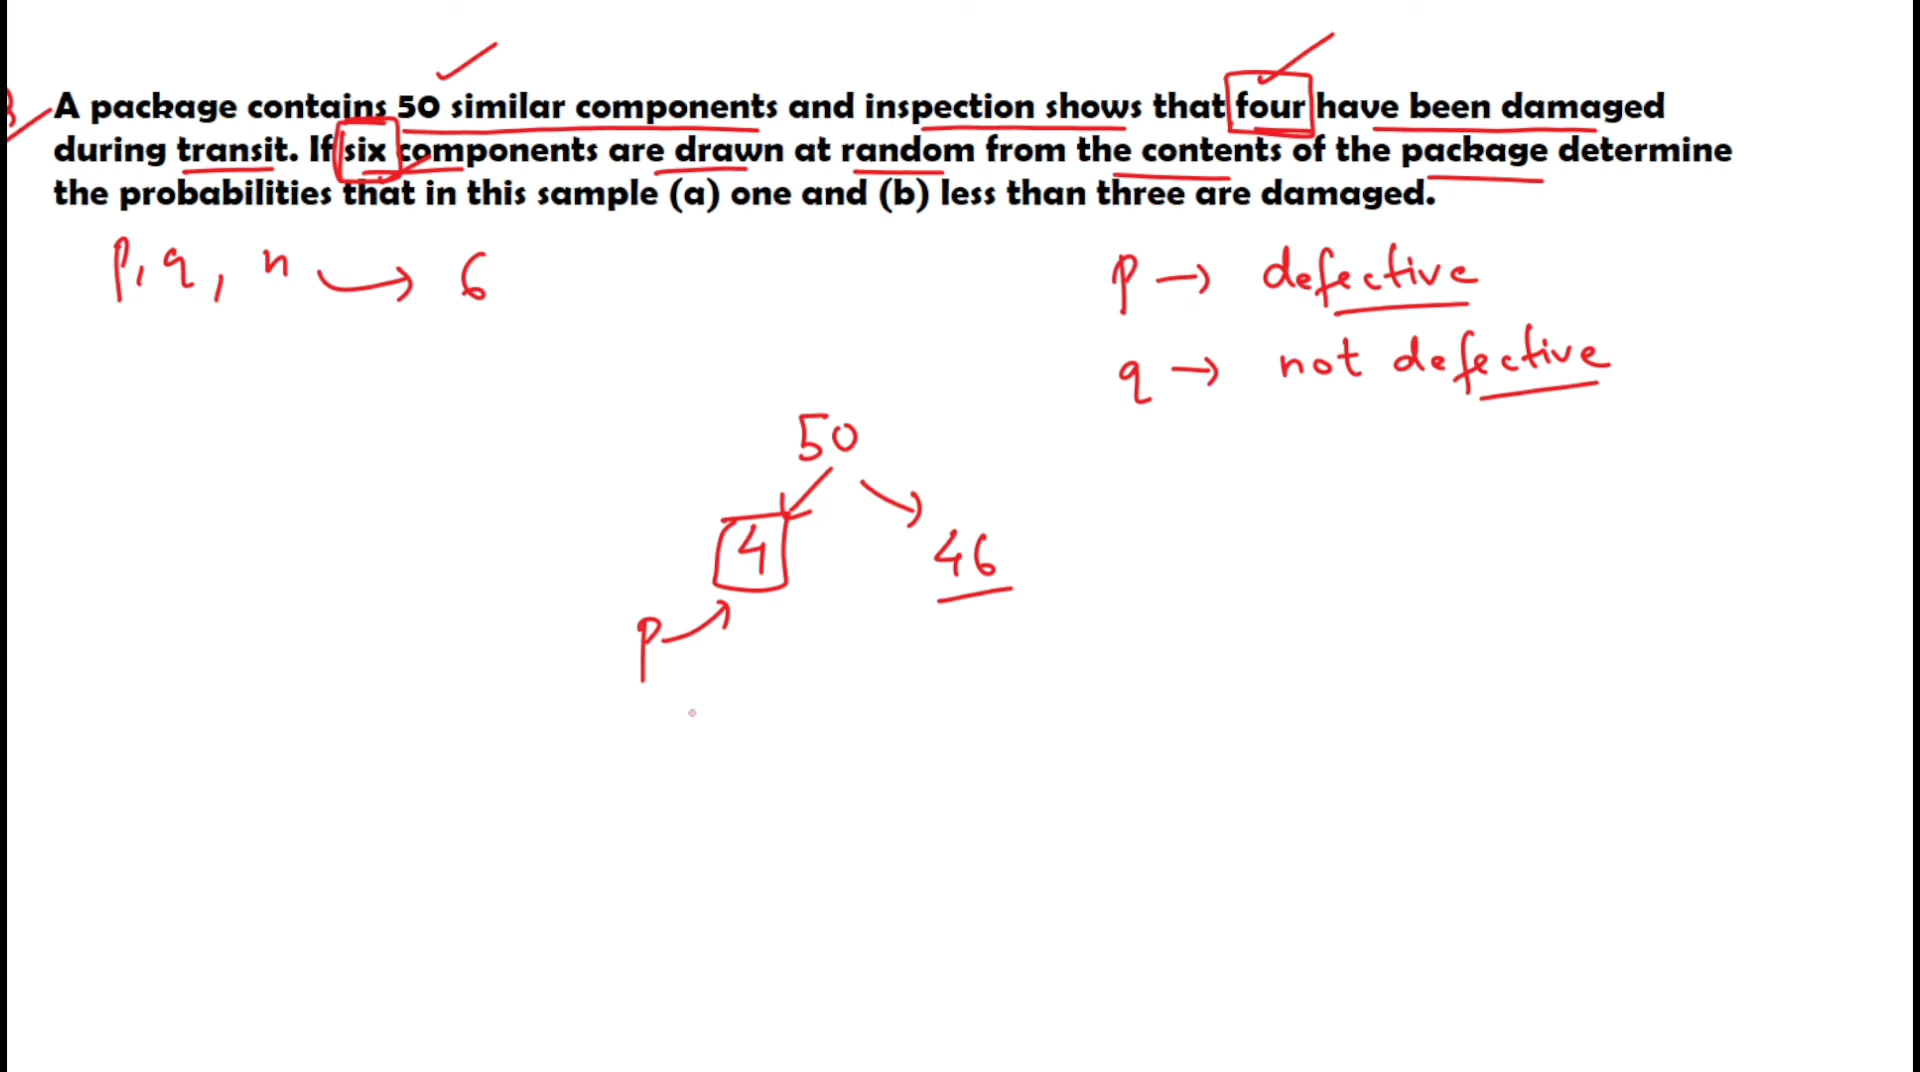 A package contains 50 similar components and inspection shows that four have been damaged
during transit. If six components are drawn at random from the contents of the package determine
the probabilities that in this sample (a) one and (b) less than three are damaged.
p, q, n → 6
p → defective
q → not defective
50
4
46
p